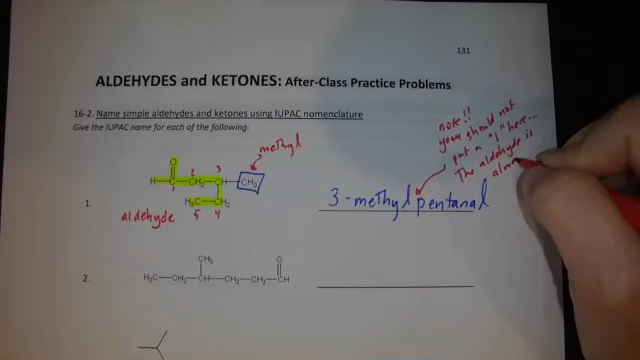 131
ALDEHYDES and KETONES: After-Class Practice Problems
16-2. Name simple aldehydes and ketones using IUPAC nomenclature
Give the IUPAC name for each of the following:
note!!
you should not
put a "1" here...
The aldehyde is
alwa
methyl
O
3
H—C—CH₂—CH—CH₃
1
2
H₃C—CH₂
5 4
aldehyde
1.
3-methyl pentanal
CH₃
O
2.
H₃C—CH₂—CH—CH₂—CH₂—CH